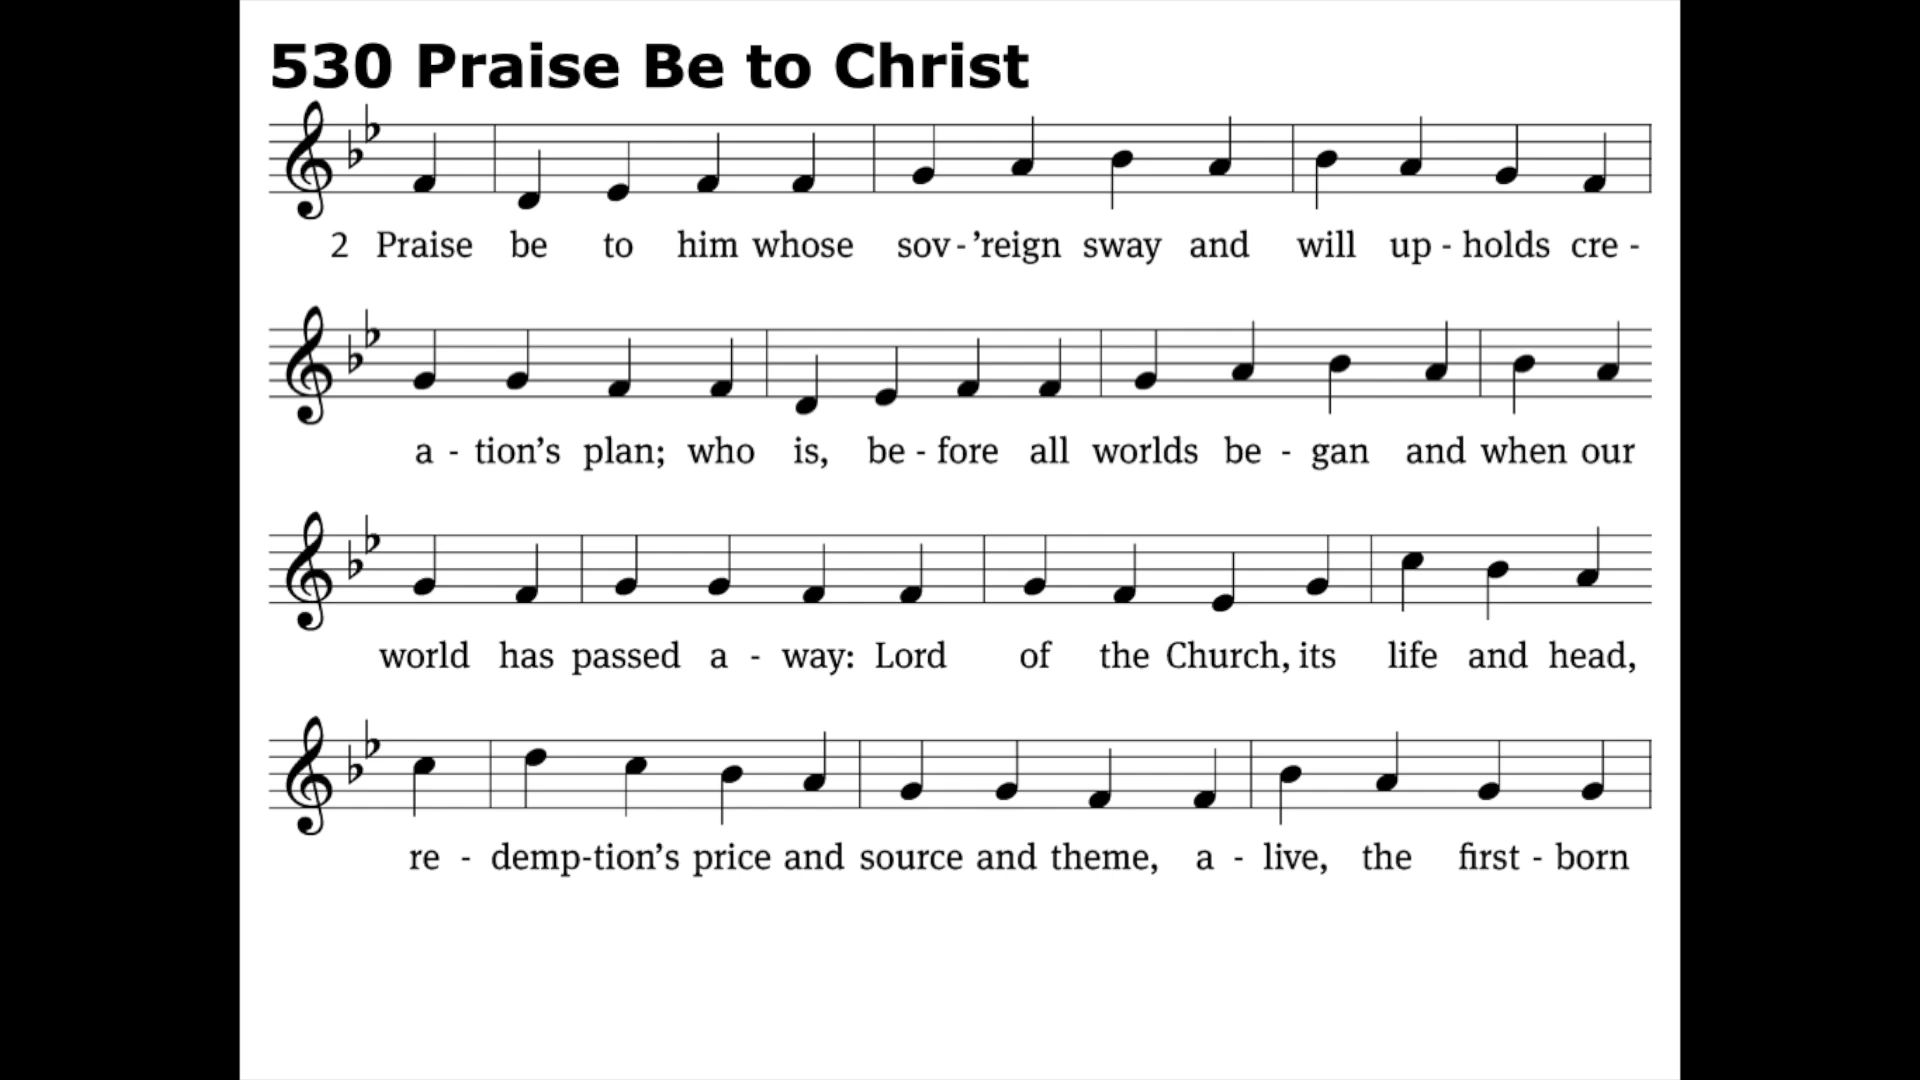 530 Praise Be to Christ
2 Praise be to him whose sov - ’reign sway and will up - holds cre -
a - tion’s plan; who is, be - fore all worlds be - gan and when our
world has passed a - way: Lord of the Church, its life and head,
re - demp-tion’s price and source and theme, a - live, the first - born